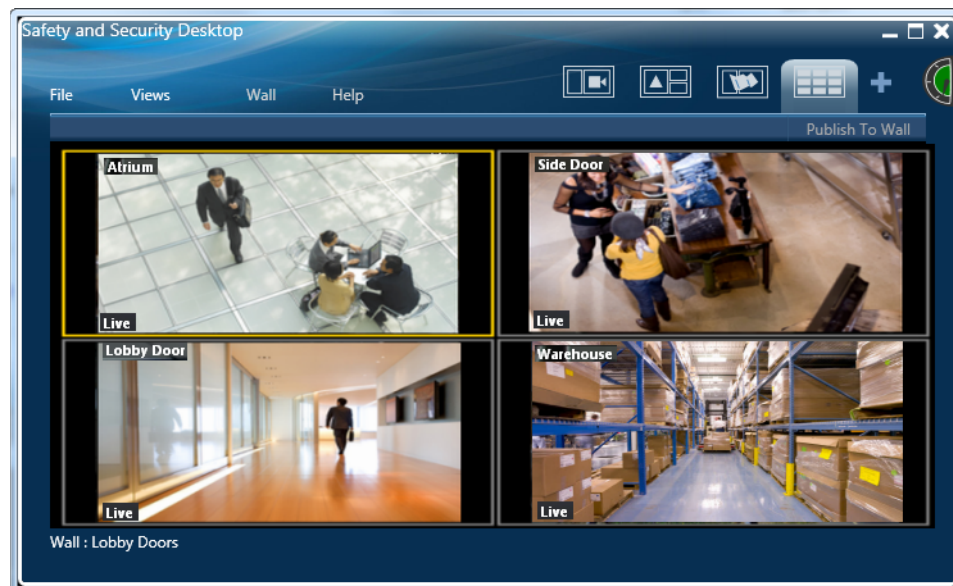 Safety and Security Desktop
File Views Wall Help
Publish To Wall
Atrium
Side Door
Live
Live
Lobby Door
Warehouse
Live
Live
Wall : Lobby Doors